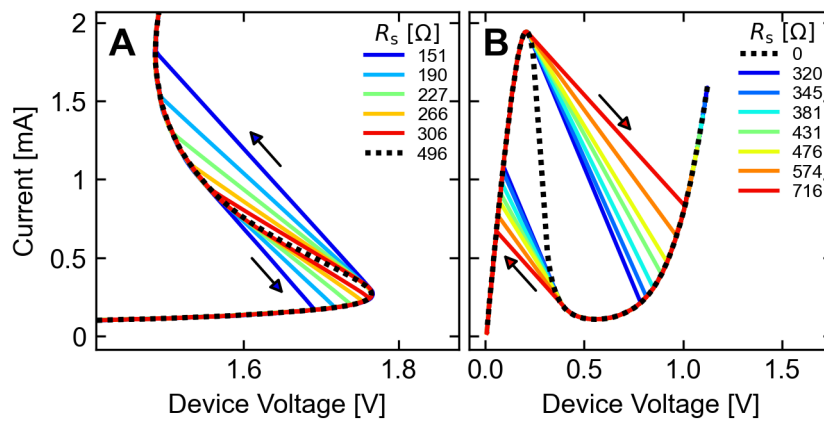 A
Rs [Ω]
151
190
227
266
306
496
B
Rs [Ω]
0
320
345
381
431
476
574
716
2
1.5
1
0.5
0
Current [mA]
1.6 1.8
0.0 0.5 1.0 1.5
Device Voltage [V]
Device Voltage [V]